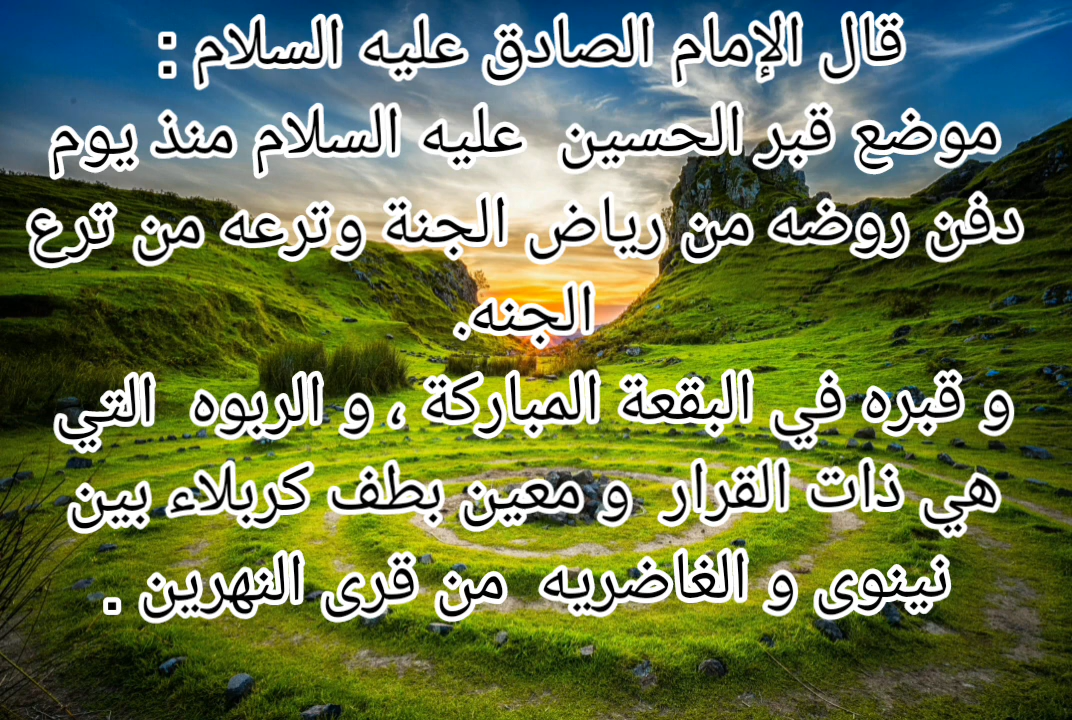 قال الإمام الصادق عليه السلام :
موضع قبر الحسين عليه السلام منذ يوم
دفن روضه من رياض الجنة وترعه من ترع
الجنه.
و قبره في البقعة المباركة ، و الربوه التي
هي ذات القرار و معين بطف كربلاء بين
نينوى و الغاضريه من قرى النهرين .